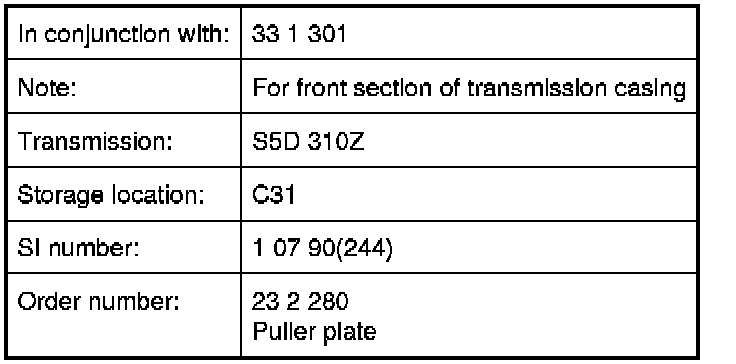 In conjunction with: 33 1 301
Note: For front section of transmission casing
Transmission: S5D 310Z
Storage location: C31
SI number: 1 07 90(244)
Order number: 23 2 280
Puller plate